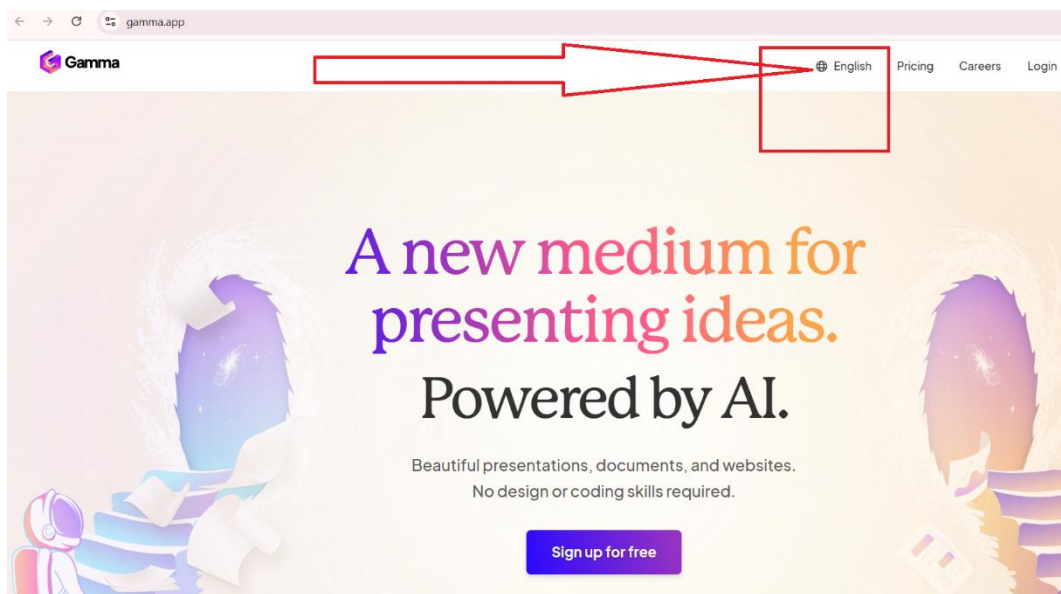 gamma.app
Gamma
English Pricing Careers Login
A new medium for
presenting ideas.
Powered by AI.
Beautiful presentations, documents, and websites.
No design or coding skills required.
Sign up for free